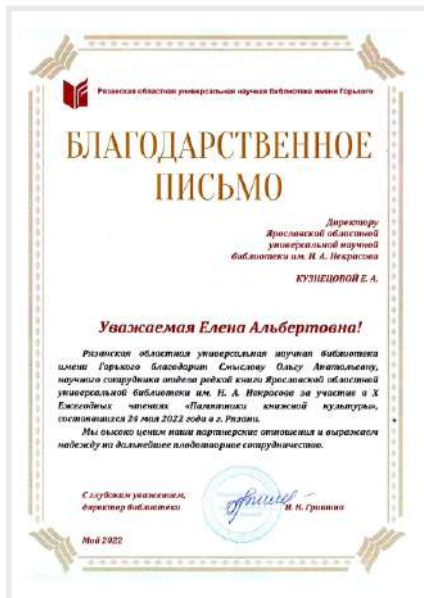 Рязанская областная универсальная научная библиотека имени Горького
БЛАГОДАРСТВЕННОЕ
ПИСЬМО
Директору
Ярославской областной
универсальной научной
библиотеки им. Н. А. Некрасова
КУЗНЕЦОВОЙ Е. А.
Уважаемая Елена Альбертовна!
Рязанская областная универсальная научная библиотека
имени Горького благодарит Смыслову Ольгу Анатольевну,
научного сотрудника отдела редкой книги Ярославской областной
универсальной библиотеки им. Н. А. Некрасова за участие в X
Ежегодных чтениях «Памятники книжной культуры»,
состоявшихся 24 мая 2022 года в г. Рязани.
Мы высоко ценим наши партнерские отношения и выражаем
надежду на дальнейшее плодотворное сотрудничество.
С глубоким уважением,
директор библиотеки Н. Н. Гришина
Май 2022